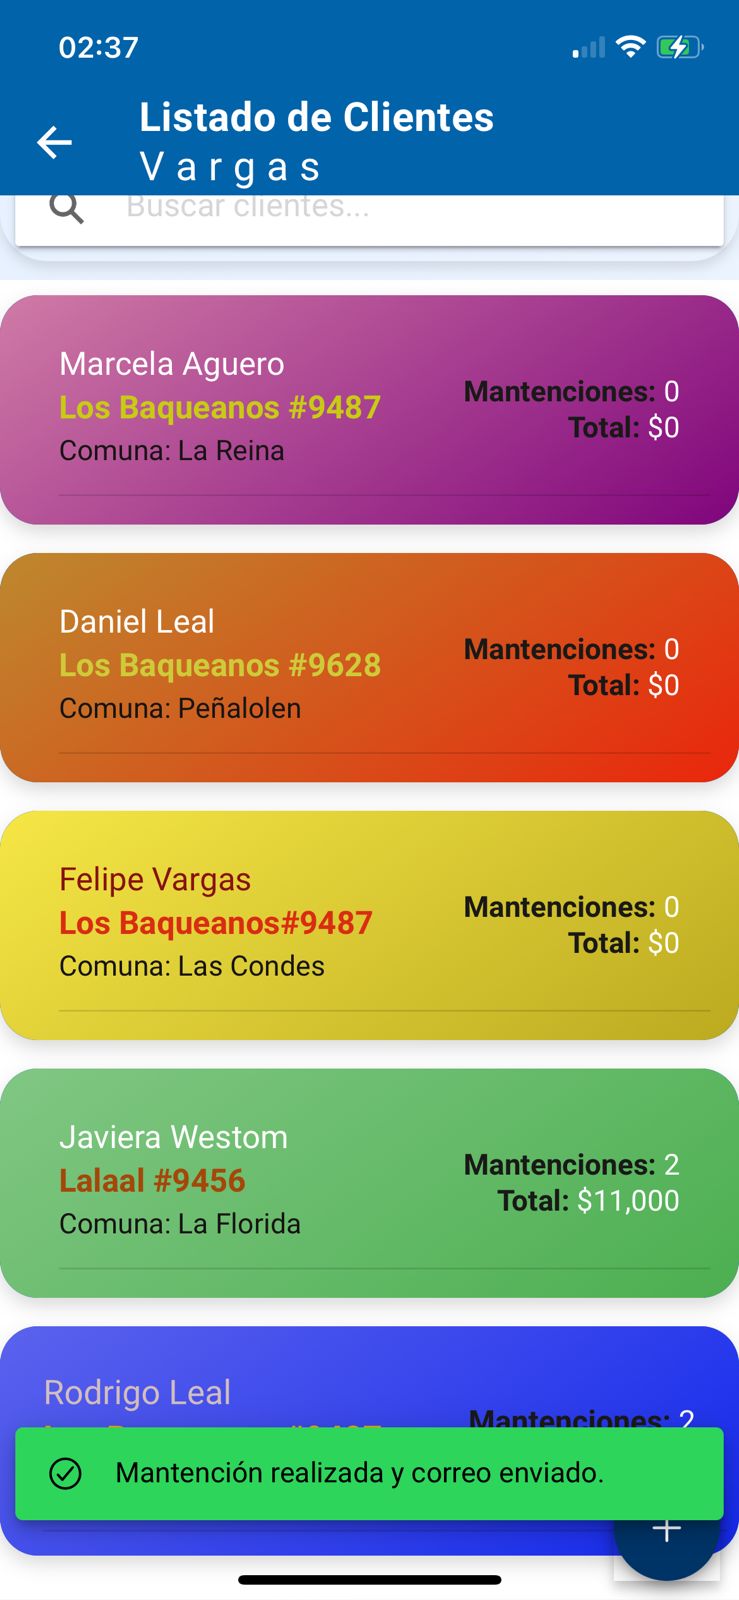 02:37
Listado de Clientes
Vargas
Buscar clientes...
Marcela Aguero
Los Baqueanos #9487
Comuna: La Reina
Mantenciones: 0
Total: $0
Daniel Leal
Los Baqueanos #9628
Comuna: Peñalolen
Mantenciones: 0
Total: $0
Felipe Vargas
Los Baqueanos#9487
Comuna: Las Condes
Mantenciones: 0
Total: $0
Javiera Westom
Lalaal #9456
Comuna: La Florida
Mantenciones: 2
Total: $11,000
Rodrigo Leal
Mantenciones: 2
Mantención realizada y correo enviado.